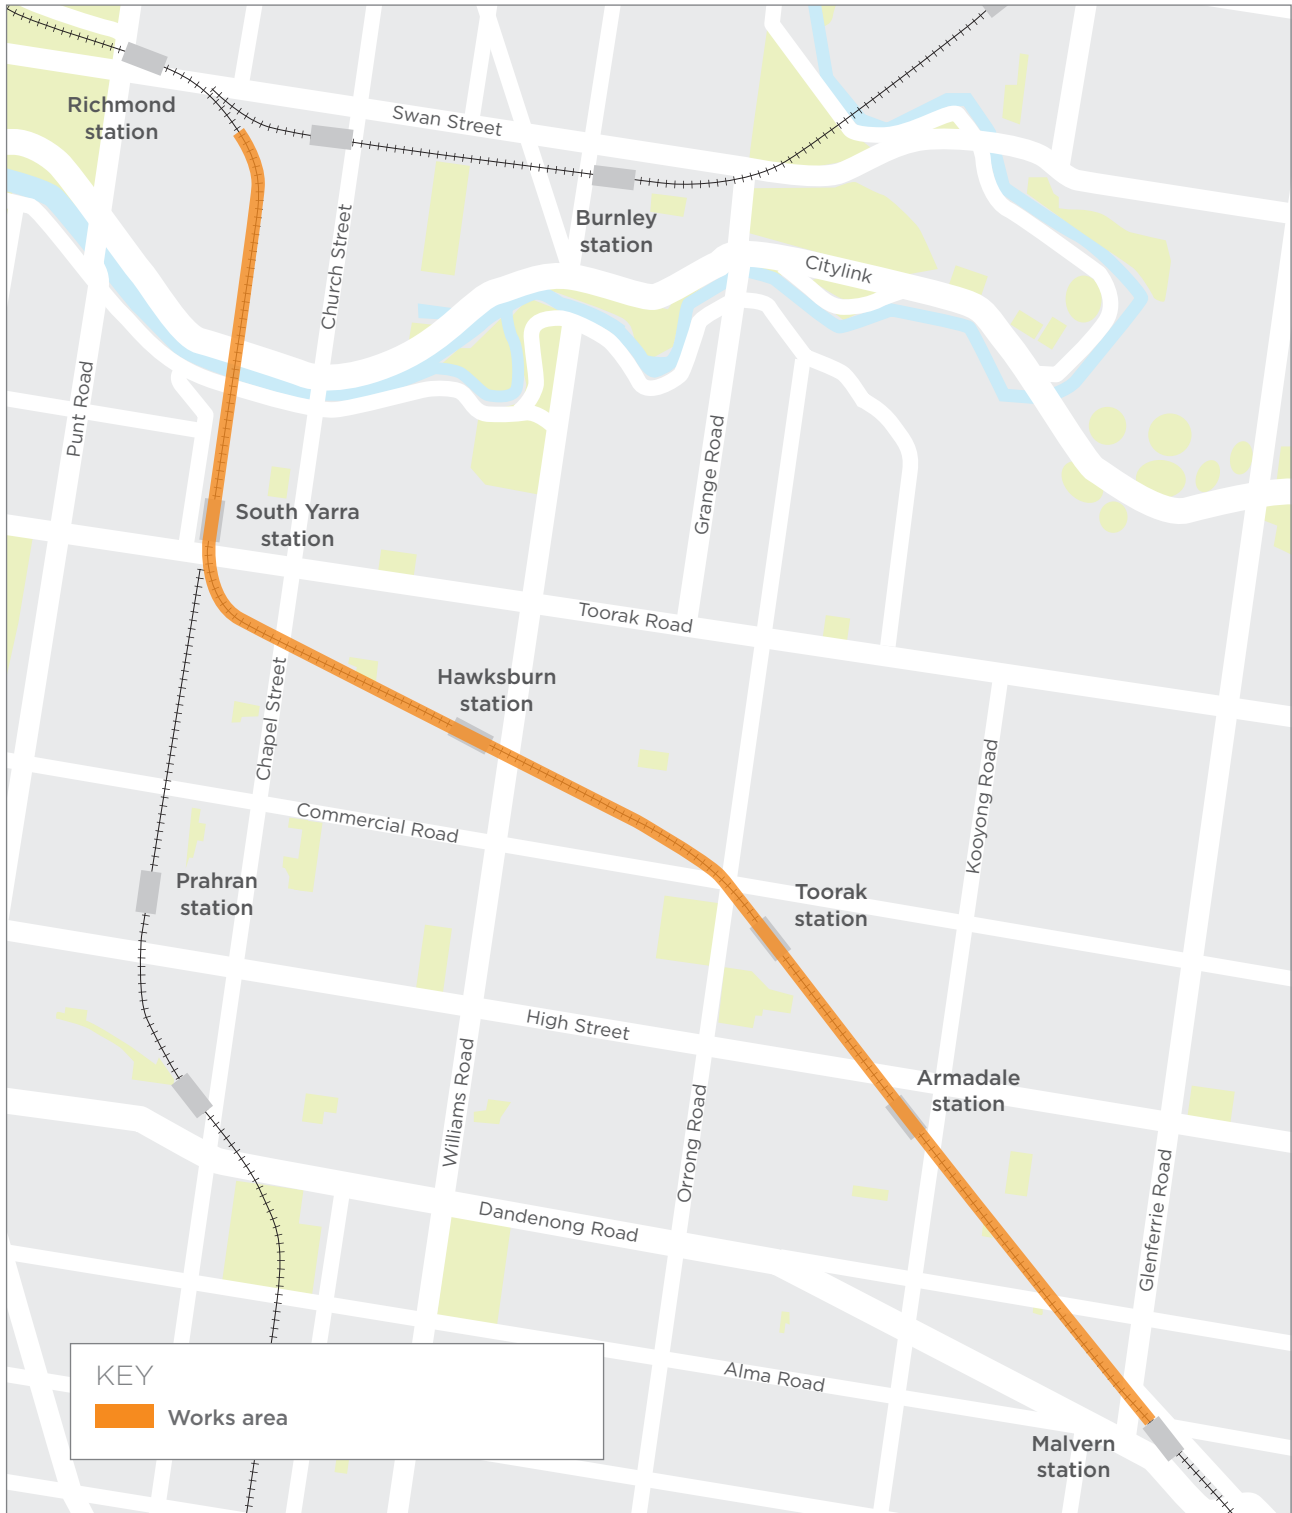 Richmond
station
Swan Street
Burnley
station
Church Street
Citylink
Punt Road
Grange Road
South Yarra
station
Toorak Road
Hawksburn
station
Chapel Street
Kooyong Road
Commercial Road
Prahran
station
Toorak
station
High Street
Williams Road
Armadale
station
Orrong Road
Glenferrie Road
Dandenong Road
KEY
Works area
Alma Road
Malvern
station